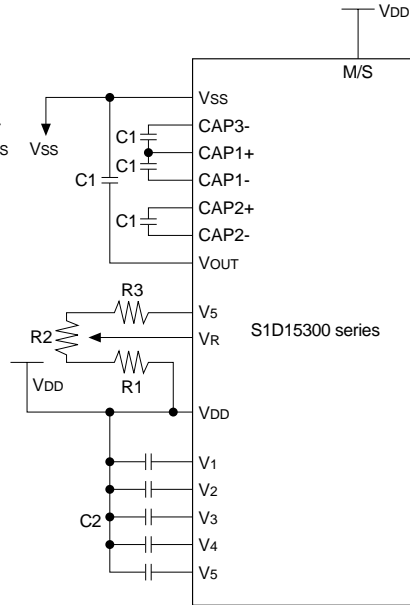 VDD
M/S
VSS
CAP3-
C1
CAP1+
S VSS
C1
C1
CAP1-
C1
CAP2+
CAP2-
VOUT
R3
V5
R2
VR
S1D15300 series
R1
VDD
VDD
V1
V2
C2
V3
V4
V5